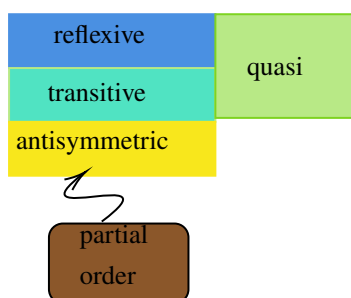 reflexive
quasi
transitive
antisymmetric
partial
order